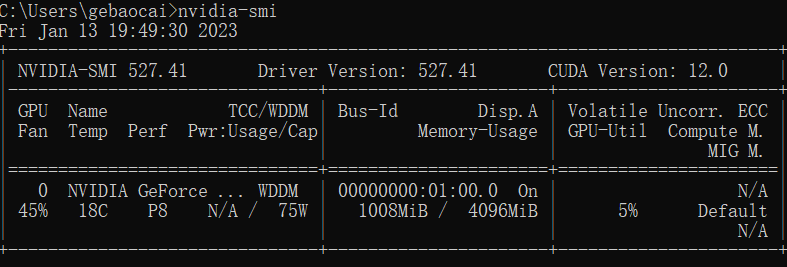 C:\Users\gebaocai>nvidia-smi
Fri Jan 13 19:49:30 2023
NVIDIA-SMI 527.41 Driver Version: 527.41 CUDA Version: 12.0
GPU Name TCC/WDDM Bus-Id Disp.A Volatile Uncorr. ECC
Fan Temp Perf Pwr:Usage/Cap Memory-Usage GPU-Util Compute M.
MIG M.
0 NVIDIA GeForce ... WDDM 00000000:01:00.0 On N/A
45% 18C P8 N/A / 75W 1008MiB / 4096MiB 5% Default
N/A